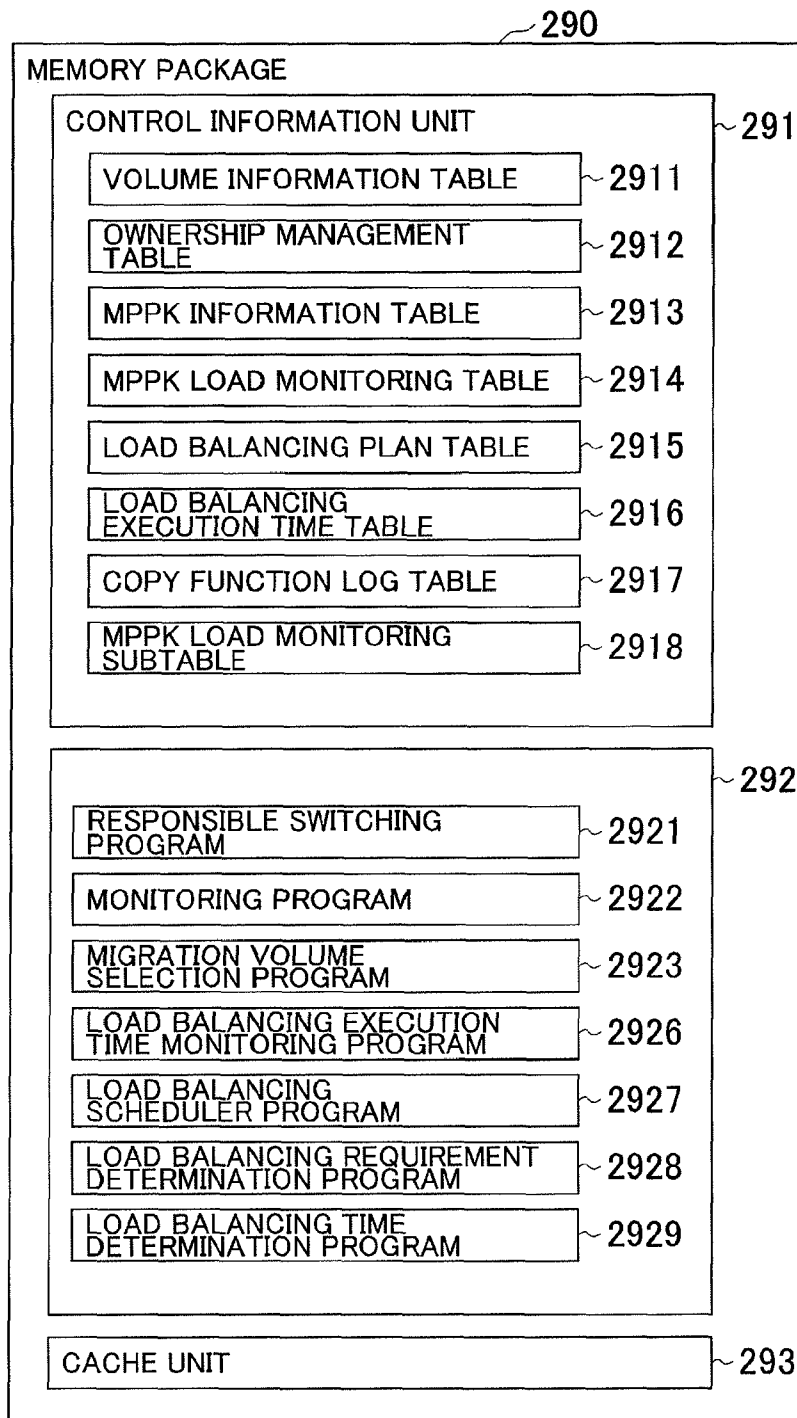 290
MEMORY PACKAGE
CONTROL INFORMATION UNIT
291
VOLUME INFORMATION TABLE
2911
OWNERSHIP MANAGEMENT
TABLE
2912
MPPK INFORMATION TABLE
2913
MPPK LOAD MONITORING TABLE
2914
LOAD BALANCING PLAN TABLE
2915
LOAD BALANCING
EXECUTION TIME TABLE
2916
COPY FUNCTION LOG TABLE
2917
MPPK LOAD MONITORING
SUBTABLE
2918
292
RESPONSIBLE SWITCHING
PROGRAM
2921
MONITORING PROGRAM
2922
MIGRATION VOLUME
SELECTION PROGRAM
2923
LOAD BALANCING EXECUTION
TIME MONITORING PROGRAM
2926
LOAD BALANCING
SCHEDULER PROGRAM
2927
LOAD BALANCING REQUIREMENT
DETERMINATION PROGRAM
2928
LOAD BALANCING TIME
DETERMINATION PROGRAM
2929
CACHE UNIT
293